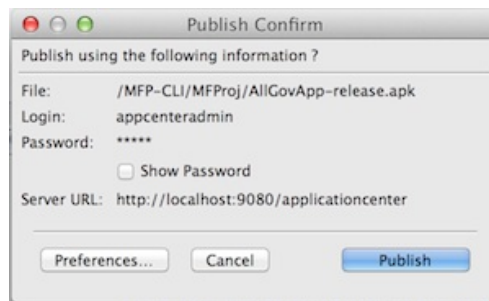 Publish Confirm
Publish using the following information ?
File: /MFP-CLI/MFProj/AllGovApp-release.apk
Login: appcenteradmin
Password: *****
Show Password
Server URL: http://localhost:9080/applicationcenter
Preferences... Cancel Publish